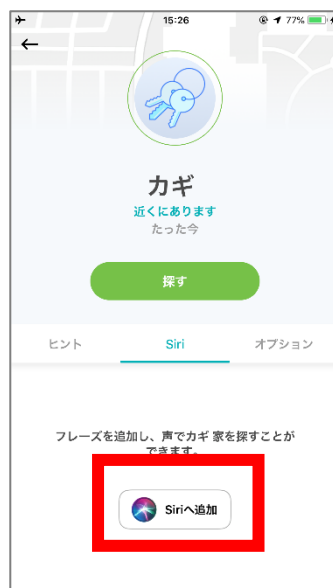 15:26 77%
カギ
近くにあります
たった今
探す
ヒント Siri オプション
フレーズを追加し、声でカギ 家を探すことが
できます。
Siriへ追加